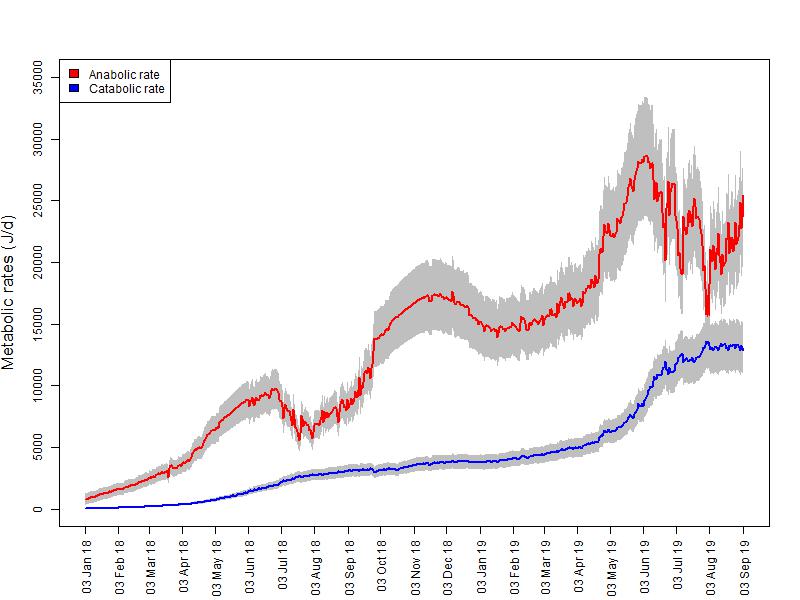 Anabolic rate
Catabolic rate
Metabolic rates (J/d)
35000
30000
25000
20000
15000
10000
5000
0
03 Jan 18
03 Feb 18
03 Mar 18
03 Apr 18
03 May 18
03 Jun 18
03 Jul 18
03 Aug 18
03 Sep 18
03 Oct 18
03 Nov 18
03 Dec 18
03 Jan 19
03 Feb 19
03 Mar 19
03 Apr 19
03 May 19
03 Jun 19
03 Jul 19
03 Aug 19
03 Sep 19